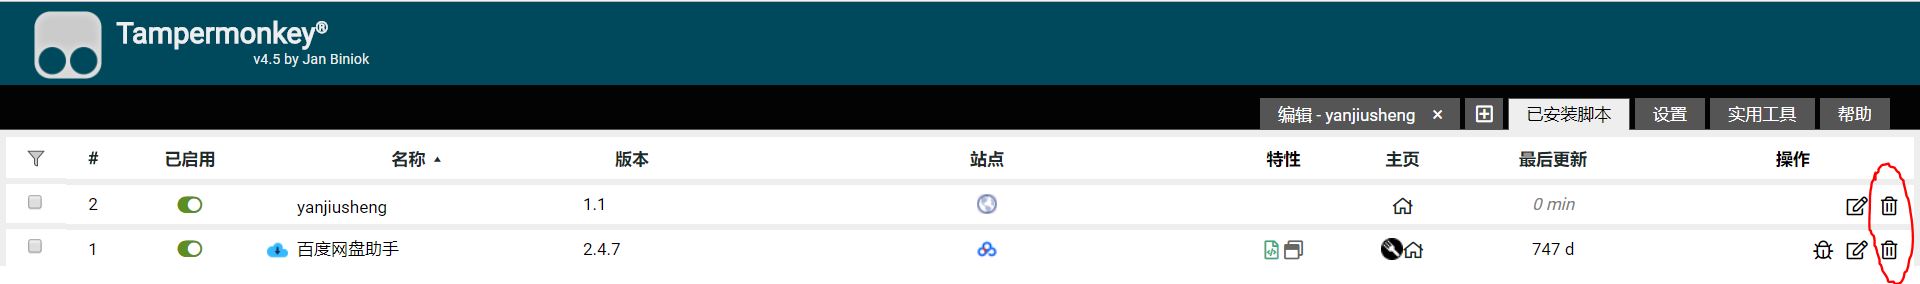 Tampermonkey®
v4.5 by Jan Biniok
编辑 - yanjiusheng × 已安装脚本 设置 实用工具 帮助
# 已启用 名称 ▲ 版本 站点 特性 主页 最后更新 操作
2 yanjiusheng 1.1 0 min
1 百度网盘助手 2.4.7 747 d